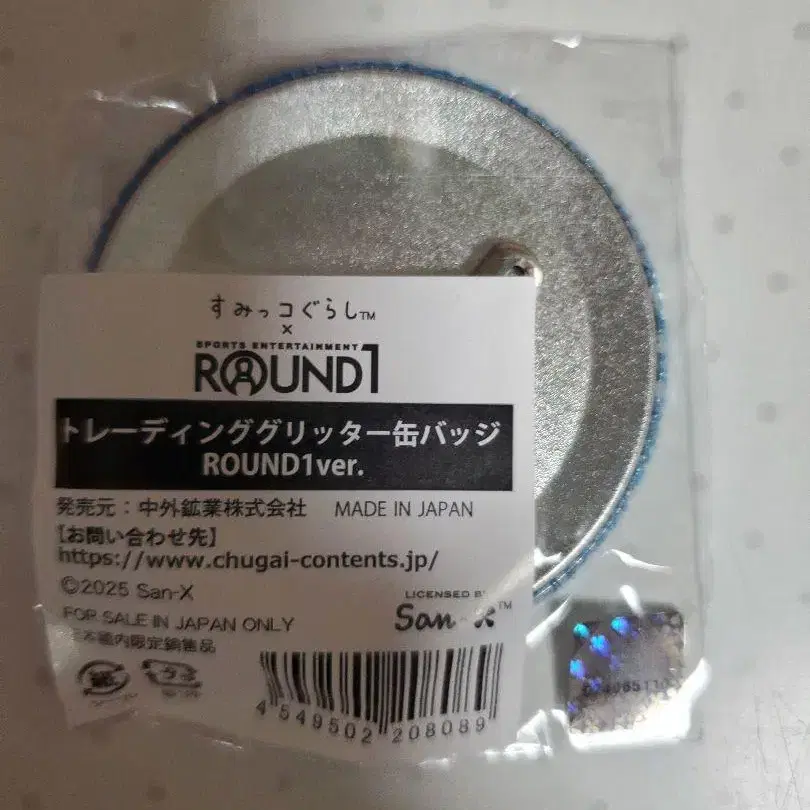 すみっコぐらし™
×
SPORTS ENTERTAINMENT
ROUND1
トレーディンググリッター缶バッジ
ROUND1ver.
発売元:中外鉱業株式会社 MADE IN JAPAN
【お問い合わせ先】
https://www.chugai-contents.jp/
©2025 San-X
LICENSED BY
San-X™
FOR SALE IN JAPAN ONLY
日本国内限定販売品
4 549502 208089